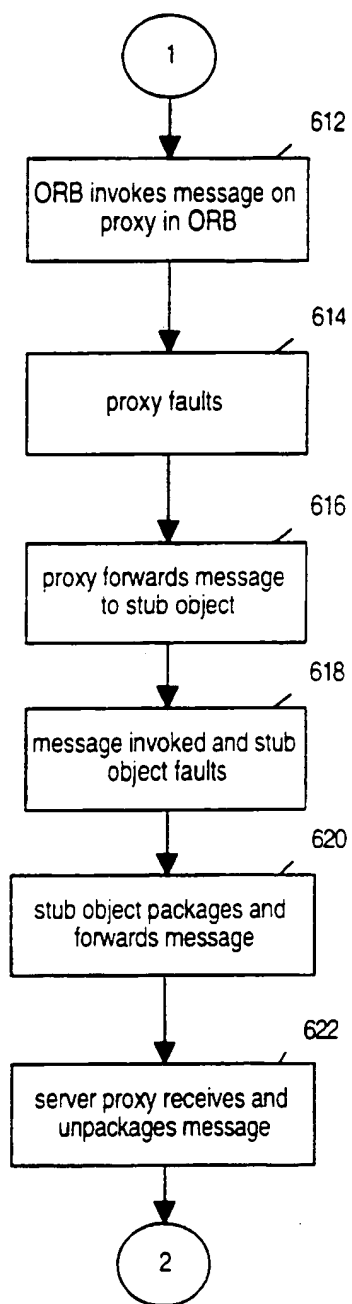 1
612
ORB invokes message on
proxy in ORB
614
proxy faults
616
proxy forwards message
to stub object
618
message invoked and stub
object faults
620
stub object packages and
forwards message
622
server proxy receives and
unpackages message
2